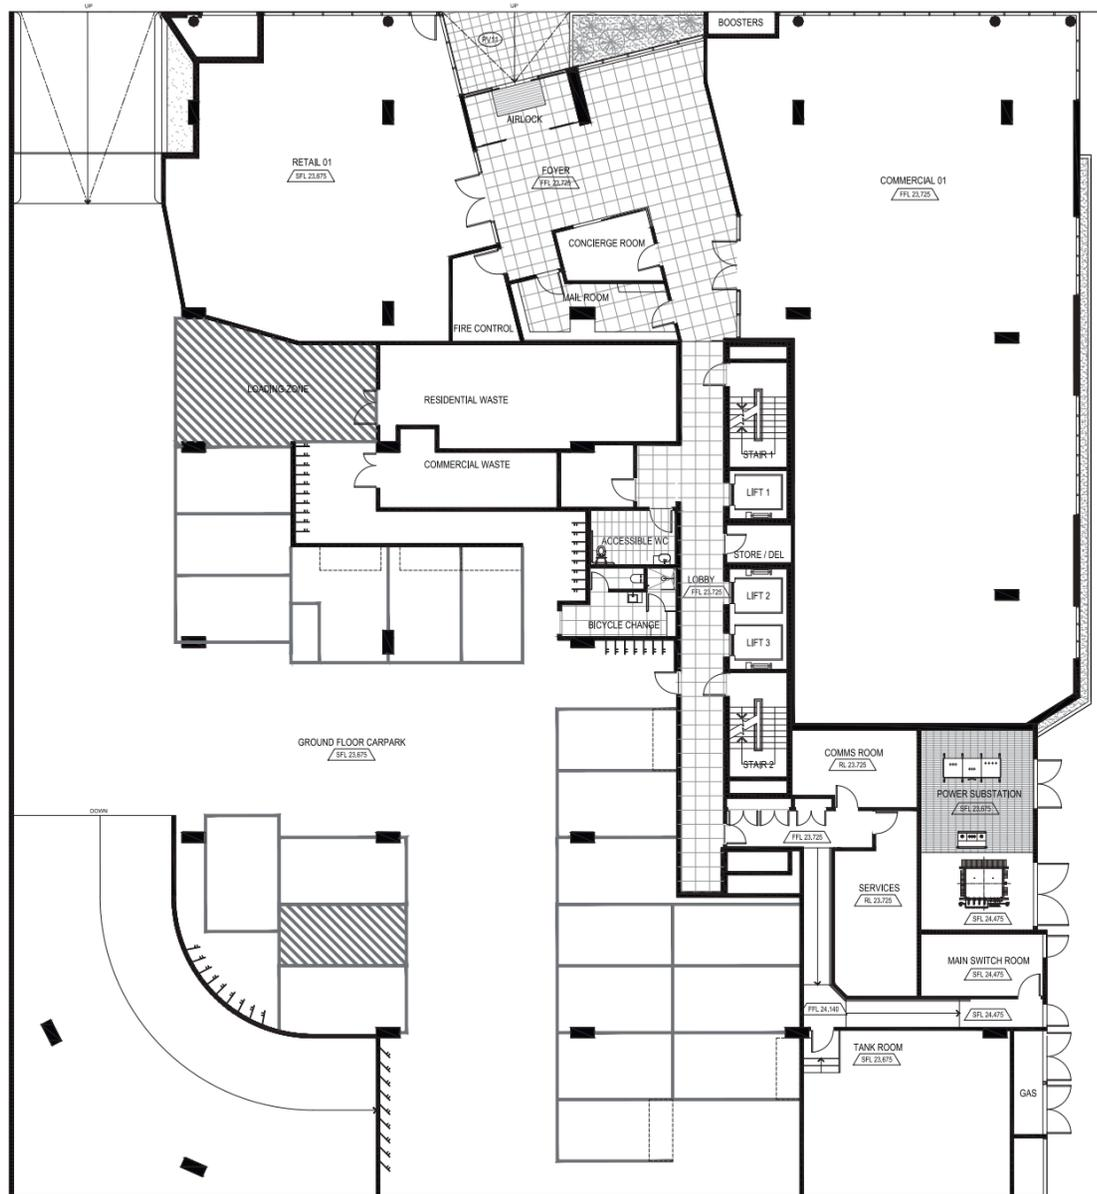 UP
UP
BOOSTERS
PV11
AIRLOCK
RETAIL 01
SFL 23,675
FOYER
FFL 23,725
COMMERCIAL 01
FFL 23,725
CONCIERGE ROOM
MAIL ROOM
FIRE CONTROL
LOADING ZONE
RESIDENTIAL WASTE
STAIR 1
COMMERCIAL WASTE
LIFT 1
ACCESSIBLE WC
STORE / DEL
LOBBY
FFL 23,725
LIFT 2
BICYCLE CHANGE
LIFT 3
GROUND FLOOR CARPARK
SFL 23,675
COMMS ROOM
RL 23.725
STAIR 2
POWER SUBSTATION
SFL 23,675
DOWN
FFL 23,725
SERVICES
RL 23.725
SFL 24,475
MAIN SWITCH ROOM
SFL 24,475
FFL 24,140
SFL 24,475
TANK ROOM
SFL 23,675
GAS